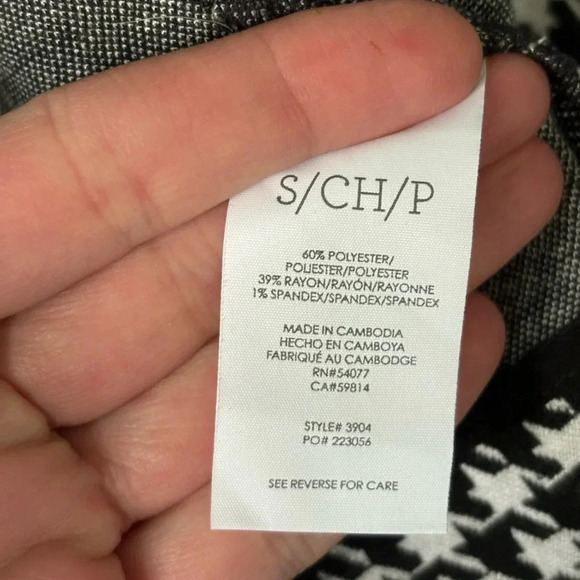 S/CH/P
60% POLYESTER/
POLIESTER/POLYESTER
39% RAYON/RAYÓN/RAYONNE
1% SPANDEX/SPANDEX/SPANDEX
MADE IN CAMBODIA
HECHO EN CAMBOYA
FABRIQUÉ AU CAMBODGE
RN#54077
CA#59814
STYLE# 3904
PO# 223056
SEE REVERSE FOR CARE